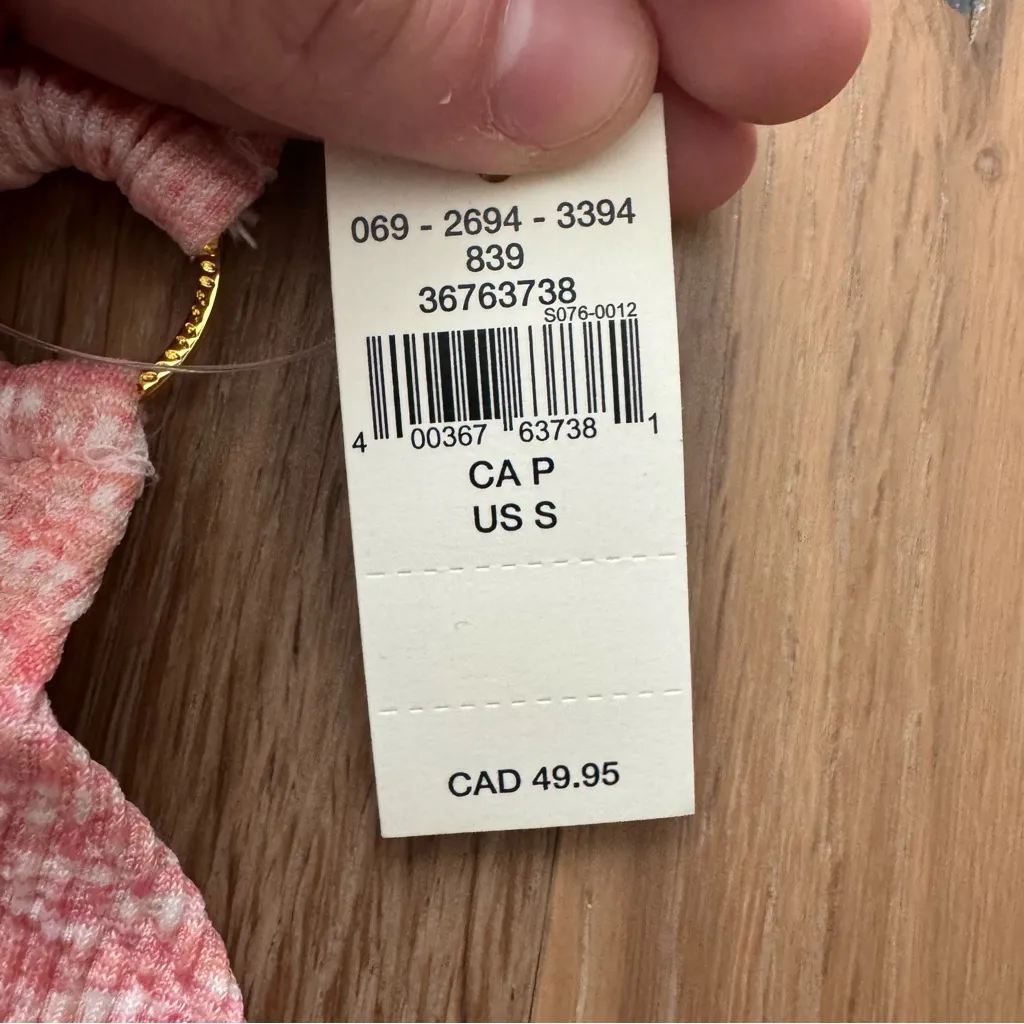 069 - 2694 - 3394
839
36763738
S076-0012
4 00367 63738 1
CA P
US S
CAD 49.95